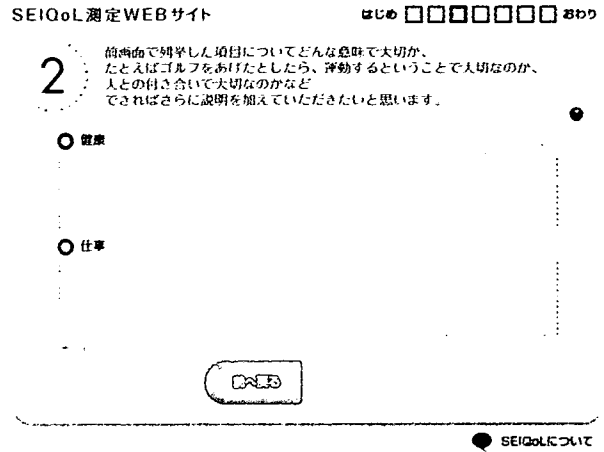 SEIQoL測定WEBサイト
はじめ おわり
2
前画面で列挙した項目についてどんな意味で大切か、
たとえばゴルフをあげたとしたら、運動するということで大切なのか、
人との付き合いで大切なのかなど
できればさらに説明を加えていただきたいと思います。
健康
仕事
前へ戻る
SEIQoLについて